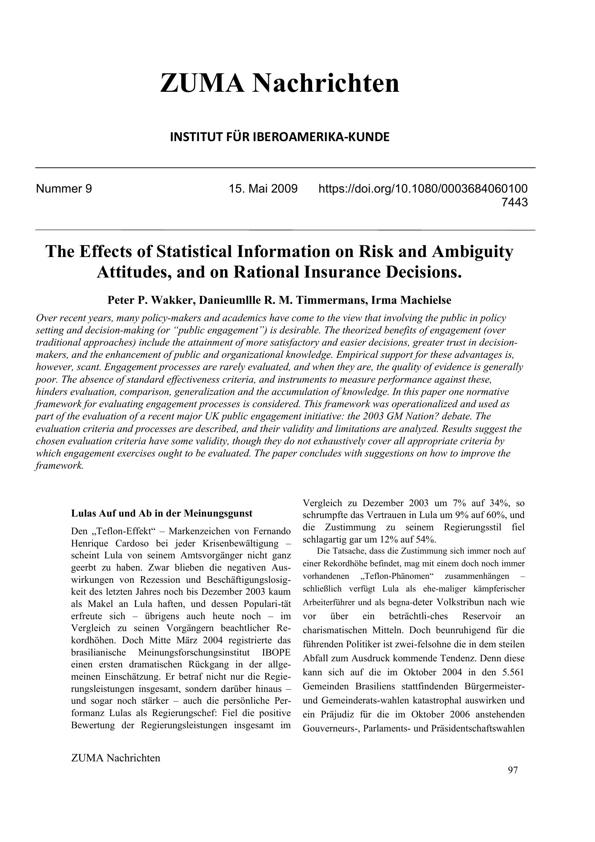 ZUMA Nachrichten
INSTITUT FÜR IBEROAMERIKA-KUNDE
Nummer 9 15. Mai 2009 https://doi.org/10.1080/0003684060100
7443
The Effects of Statistical Information on Risk and Ambiguity
Attitudes, and on Rational Insurance Decisions.
Peter P. Wakker, Danieumllle R. M. Timmermans, Irma Machielse
Over recent years, many policy-makers and academics have come to the view that involving the public in policy
setting and decision-making (or “public engagement”) is desirable. The theorized benefits of engagement (over
traditional approaches) include the attainment of more satisfactory and easier decisions, greater trust in decision-
makers, and the enhancement of public and organizational knowledge. Empirical support for these advantages is,
however, scant. Engagement processes are rarely evaluated, and when they are, the quality of evidence is generally
poor. The absence of standard effectiveness criteria, and instruments to measure performance against these,
hinders evaluation, comparison, generalization and the accumulation of knowledge. In this paper one normative
framework for evaluating engagement processes is considered. This framework was operationalized and used as
part of the evaluation of a recent major UK public engagement initiative: the 2003 GM Nation? debate. The
evaluation criteria and processes are described, and their validity and limitations are analyzed. Results suggest the
chosen evaluation criteria have some validity, though they do not exhaustively cover all appropriate criteria by
which engagement exercises ought to be evaluated. The paper concludes with suggestions on how to improve the
framework.
Lulas Auf und Ab in der Meinungsgunst
Den „Teflon-Effekt“ – Markenzeichen von Fernando
Henrique Cardoso bei jeder Krisenbewältigung –
scheint Lula von seinem Amtsvorgänger nicht ganz
geerbt zu haben. Zwar blieben die negativen Aus-
wirkungen von Rezession und Beschäftigungslosig-
keit des letzten Jahres noch bis Dezember 2003 kaum
als Makel an Lula haften, und dessen Populari-tät
erfreute sich – übrigens auch heute noch – im
Vergleich zu seinen Vorgängern beachtlicher Re-
kordhöhen. Doch Mitte März 2004 registrierte das
brasilianische Meinungsforschungsinstitut IBOPE
einen ersten dramatischen Rückgang in der allge-
meinen Einschätzung. Er betraf nicht nur die Regie-
rungsleistungen insgesamt, sondern darüber hinaus –
und sogar noch stärker – auch die persönliche Per-
formanz Lulas als Regierungschef: Fiel die positive
Bewertung der Regierungsleistungen insgesamt im
Vergleich zu Dezember 2003 um 7% auf 34%, so
schrumpfte das Vertrauen in Lula um 9% auf 60%, und
die Zustimmung zu seinem Regierungsstil fiel
schlagartig gar um 12% auf 54%.
Die Tatsache, dass die Zustimmung sich immer noch auf
einer Rekordhöhe befindet, mag mit einem doch noch immer
vorhandenen „Teflon-Phänomen“ zusammenhängen –
schließlich verfügt Lula als ehe-maliger kämpferischer
Arbeiterführer und als begna-deter Volkstribun nach wie
vor über ein beträchtli-ches Reservoir an
charismatischen Mitteln. Doch beunruhigend für die
führenden Politiker ist zwei-felsohne die in dem steilen
Abfall zum Ausdruck kommende Tendenz. Denn diese
kann sich auf die im Oktober 2004 in den 5.561
Gemeinden Brasiliens stattfindenden Bürgermeister-
und Gemeinderats-wahlen katastrophal auswirken und
ein Präjudiz für die im Oktober 2006 anstehenden
Gouverneurs-, Parlaments- und Präsidentschaftswahlen
ZUMA Nachrichten
97